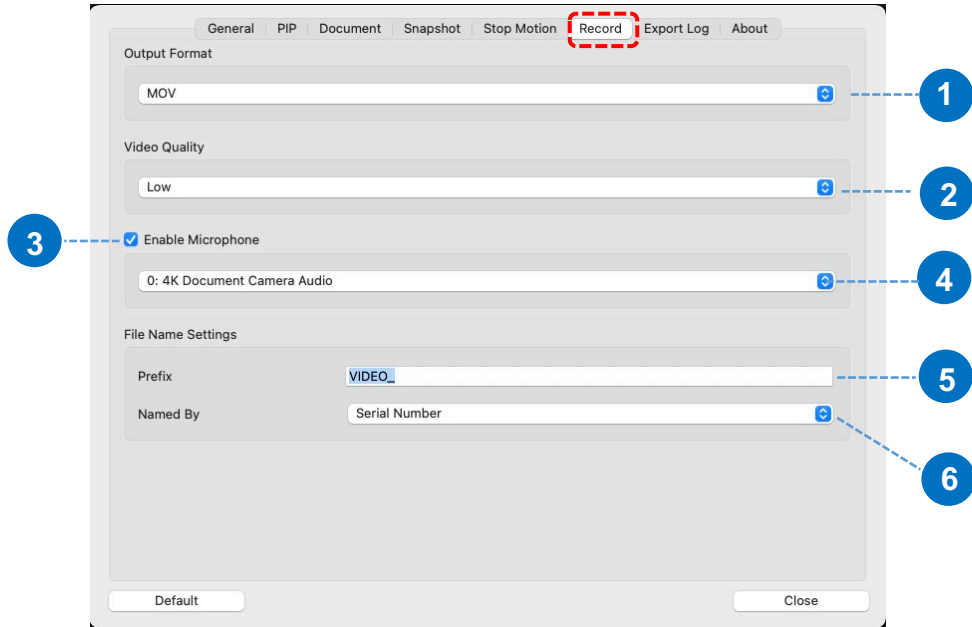 General PIP Document Snapshot Stop Motion Record Export Log About
Output Format
MOV
1
Video Quality
Low
2
3
Enable Microphone
0: 4K Document Camera Audio
4
File Name Settings
Prefix VIDEO_
5
Named By Serial Number
6
Default Close